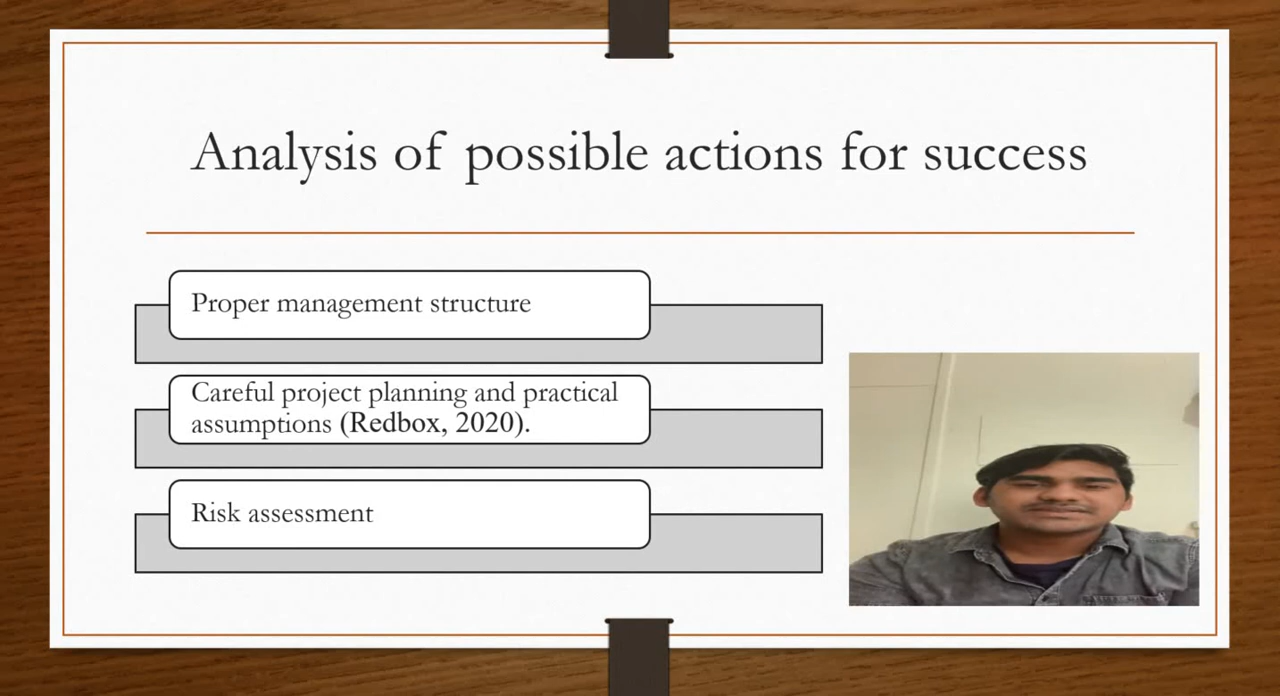 Analysis of possible actions for success
Proper management structure
Careful project planning and practical
assumptions (Redbox, 2020).
Risk assessment